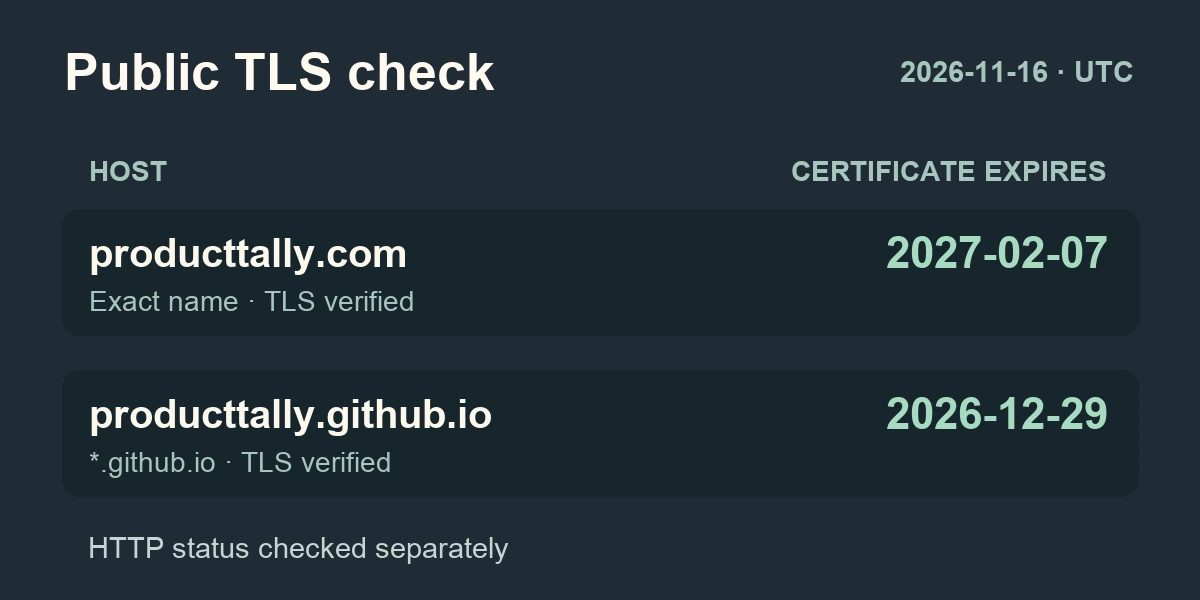 Public TLS check
2026-11-16 · UTC
HOST
CERTIFICATE EXPIRES
producttally.com
2027-02-07
Exact name · TLS verified
producttally.github.io
2026-12-29
*.github.io · TLS verified
HTTP status checked separately